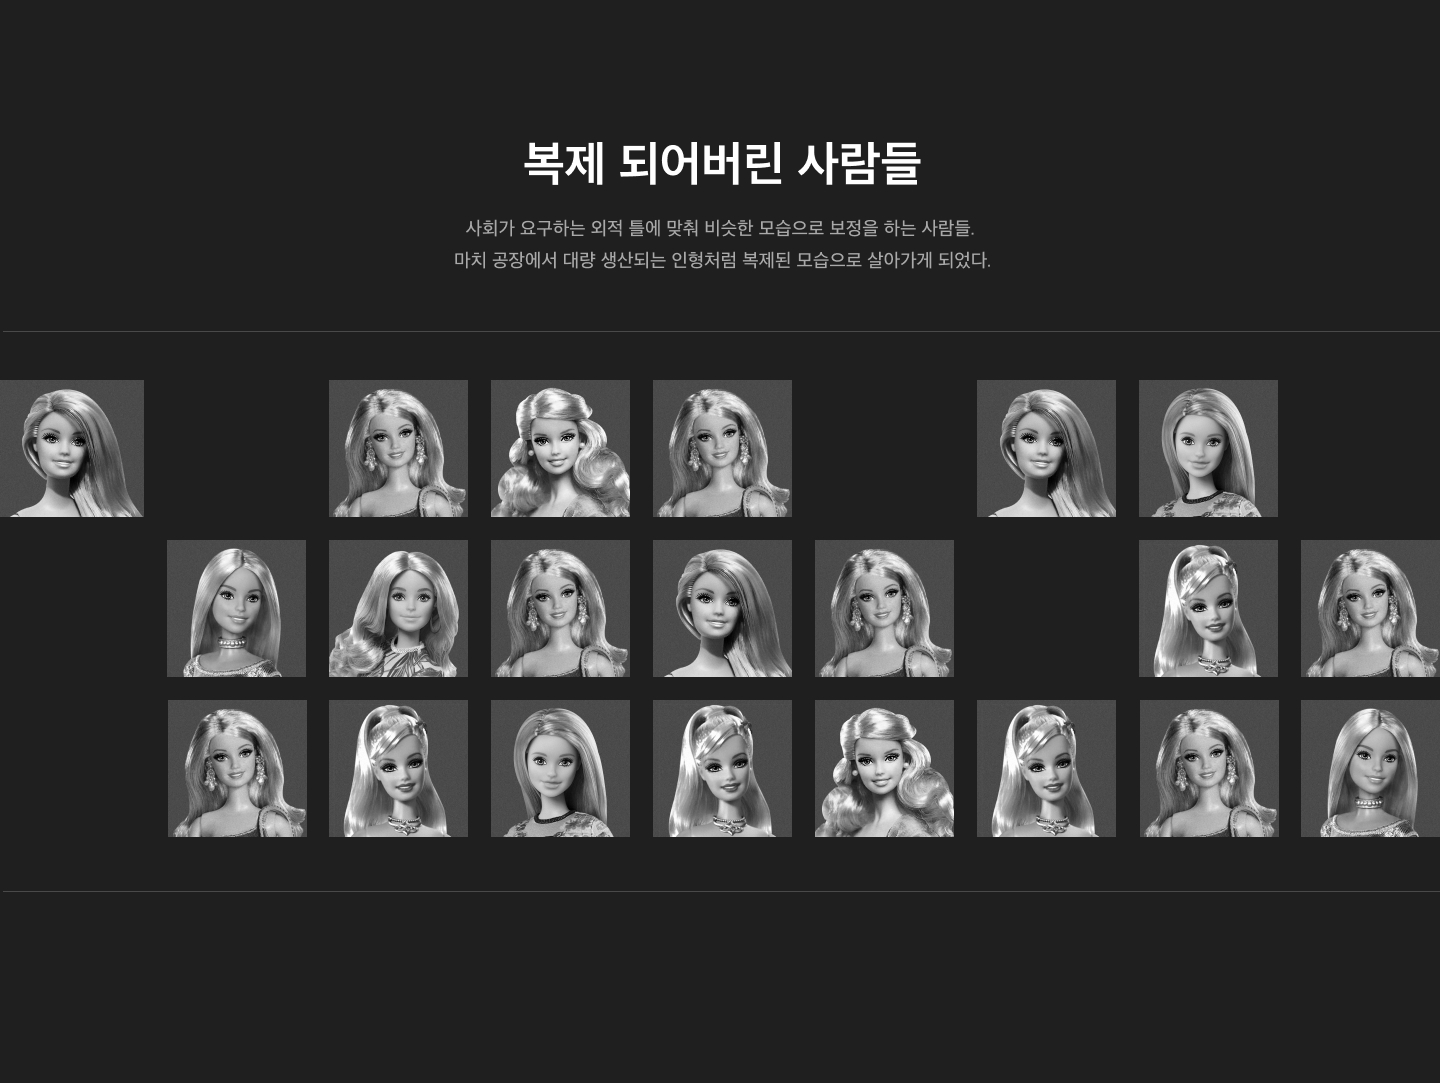 복제 되어버린 사람들
사회가 요구하는 외적 틀에 맞춰 비슷한 모습으로 보정을 하는 사람들.
마치 공장에서 대량 생산되는 인형처럼 복제된 모습으로 살아가게 되었다.